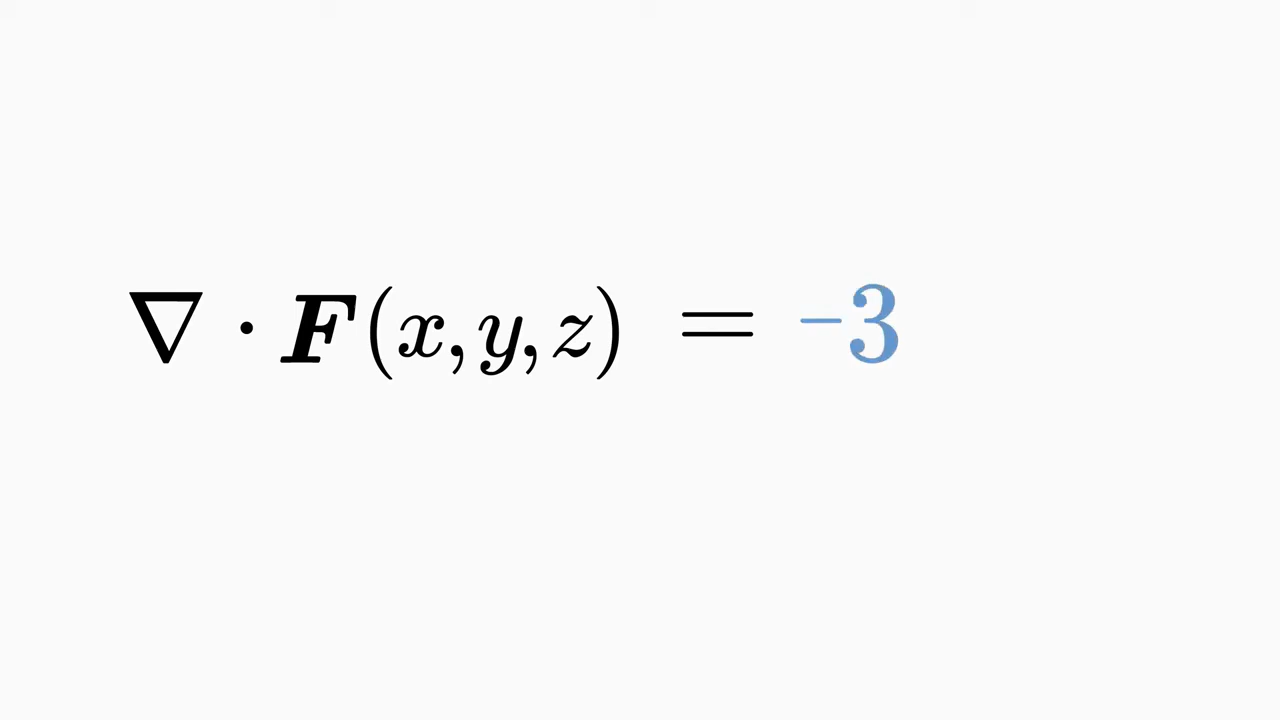 ∇ · F(x, y, z) = −3